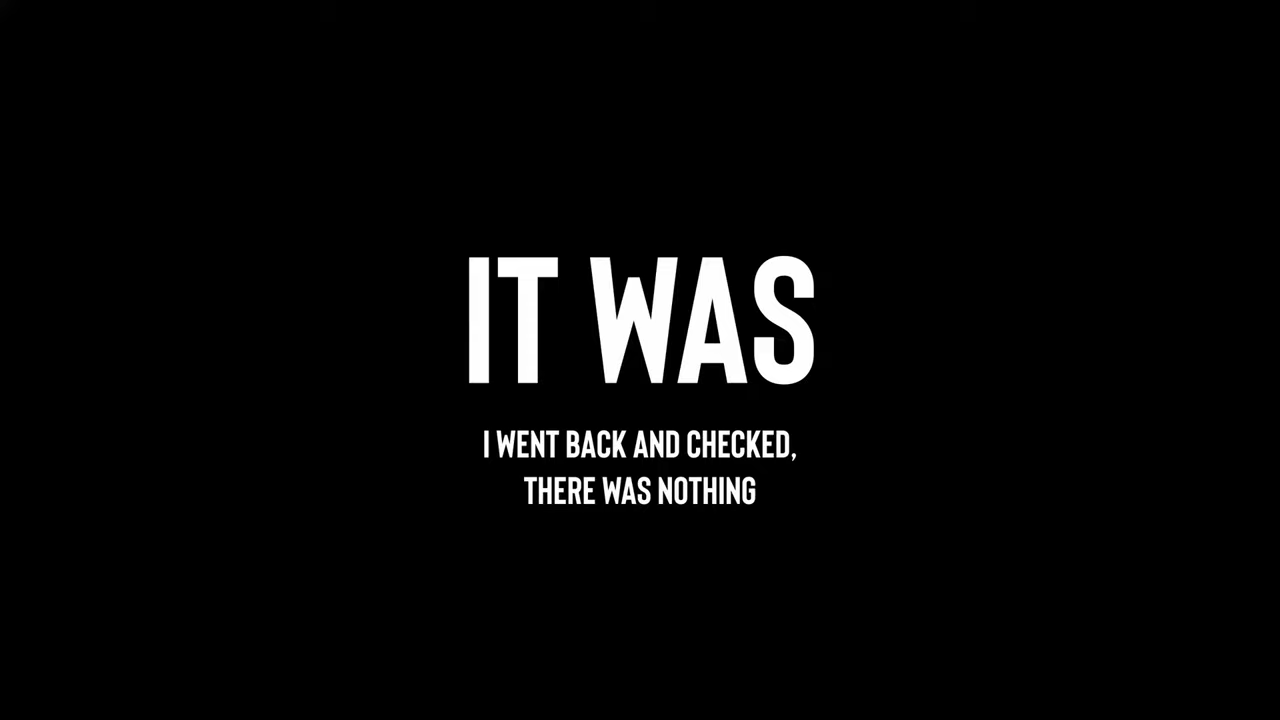 IT WAS
I WENT BACK AND CHECKED,
THERE WAS NOTHING